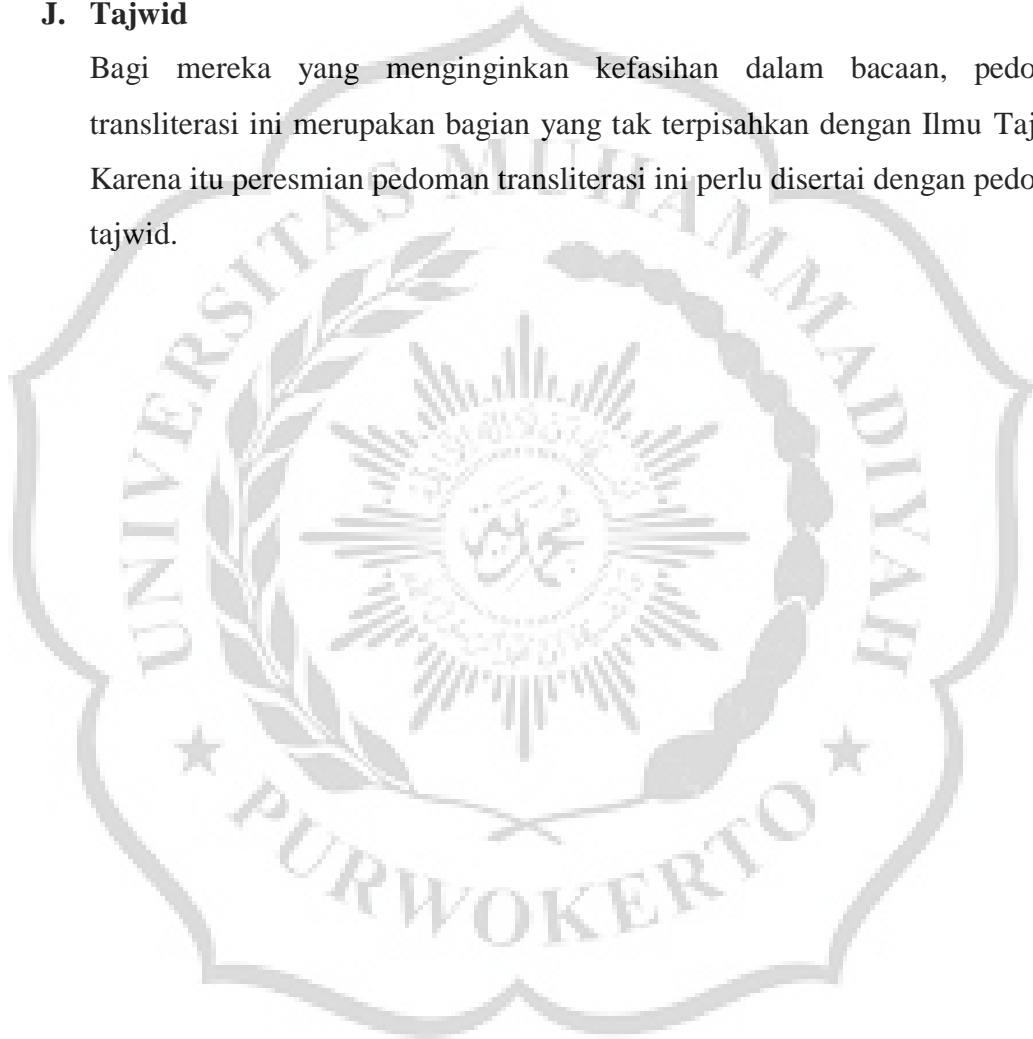 J. Tajwid
Bagi mereka yang menginginkan kefasihan dalam bacaan, pedo
transliterasi ini merupakan bagian yang tak terpisahkan dengan Ilmu Taj
Karena itu peresmian pedoman transliterasi ini perlu disertai dengan pedo
tajwid.
UNIVERSITAS MUHAMMADIYAH
PURWOKERTO